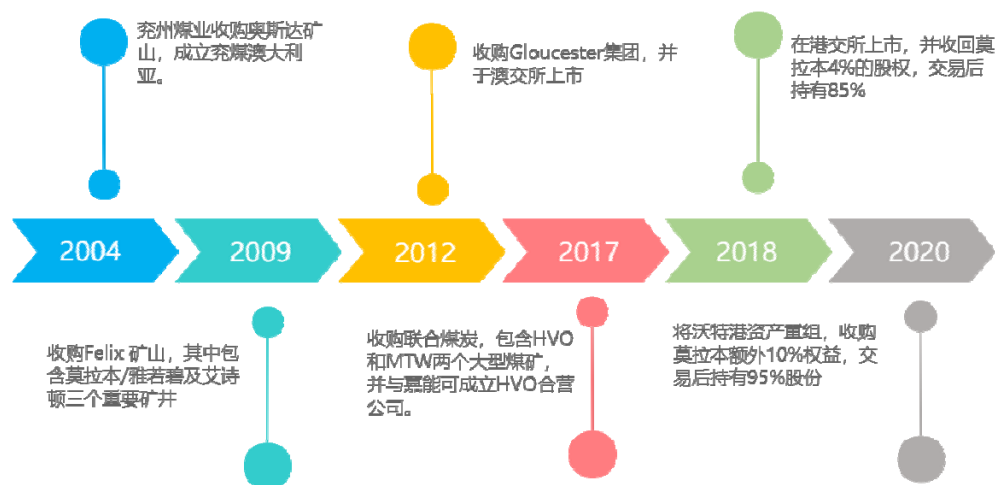 兖州煤业收购奥斯达矿
山，成立兖煤澳大利
亚。
收购Gloucester集团，并
于澳交所上市
在港交所上市，并收回莫
拉本4%的股权，交易后
持有85%
2004
2009
2012
2017
2018
2020
收购Felix 矿山，其中包
含莫拉本/雅若碧及艾诗
顿三个重要矿井
收购联合煤炭，包含HVO
和MTW两个大型煤矿，
并与嘉能可成立HVO合营
公司。
将沃特港资产重组，收购
莫拉本额外10%权益，交
易后持有95%股份